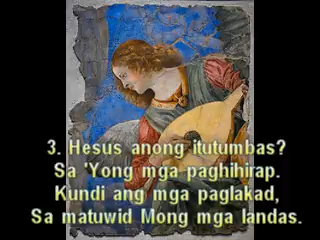 3. Hesus anong itutumbas?
Sa 'Yong mga paghihirap.
Kundi ang mga paglakad,
Sa matuwid Mong mga landas.